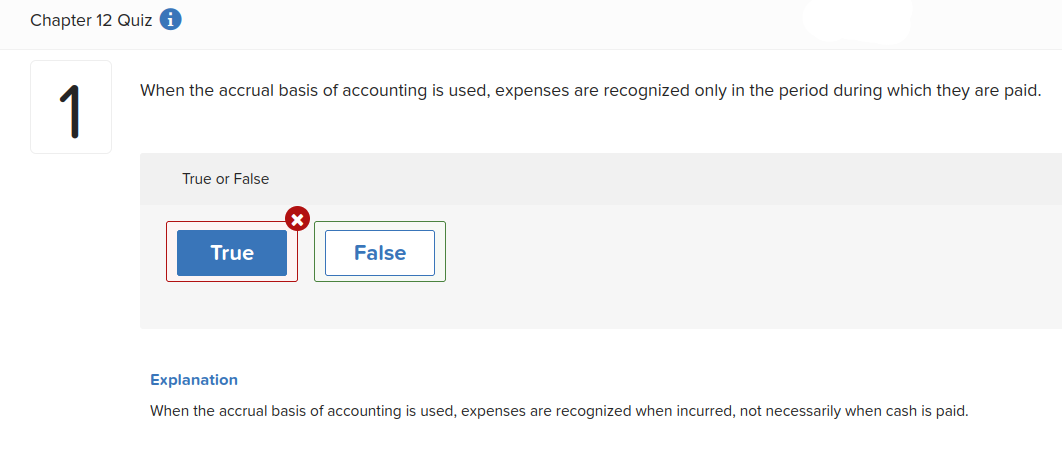 Chapter 12 Quiz i
1
When the accrual basis of accounting is used, expenses are recognized only in the period during which they are paid.
True or False
True False
Explanation
When the accrual basis of accounting is used, expenses are recognized when incurred, not necessarily when cash is paid.